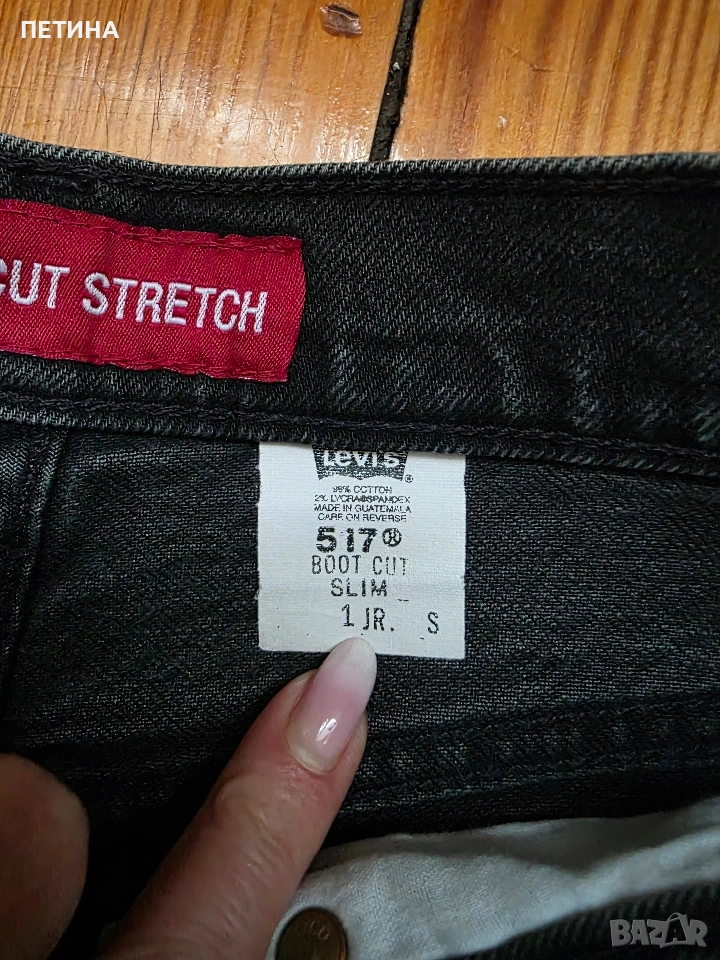 ПЕТИНА
CUT STRETCH
Levi's
98% COTTON
2% LYCRA®SPANDEX
MADE IN GUATEMALA
CARE ON REVERSE
517®
BOOT CUT
SLIM
1 JR. S
BAZAR